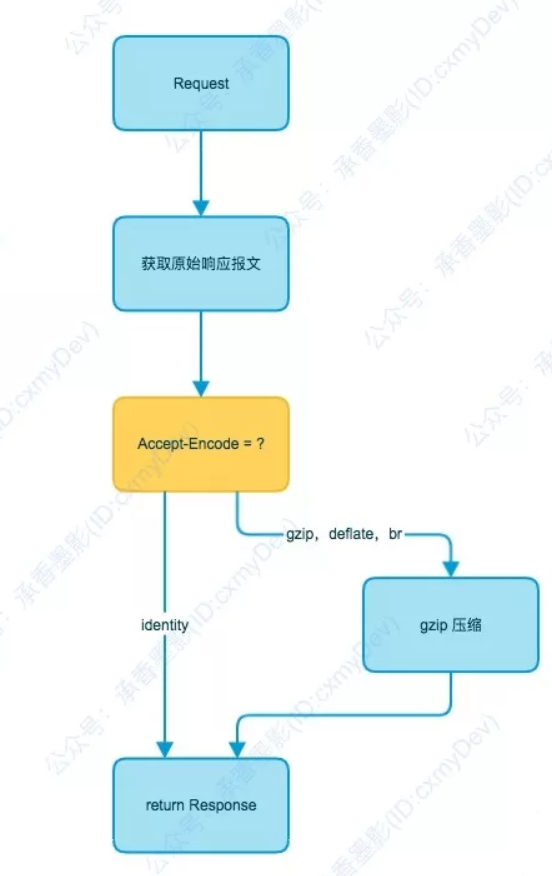 Request
获取原始响应报文
Accept-Encode = ?
gzip，deflate，br
identity
gzip 压缩
return Response
公众号：承香墨影(ID:cxmyDev)